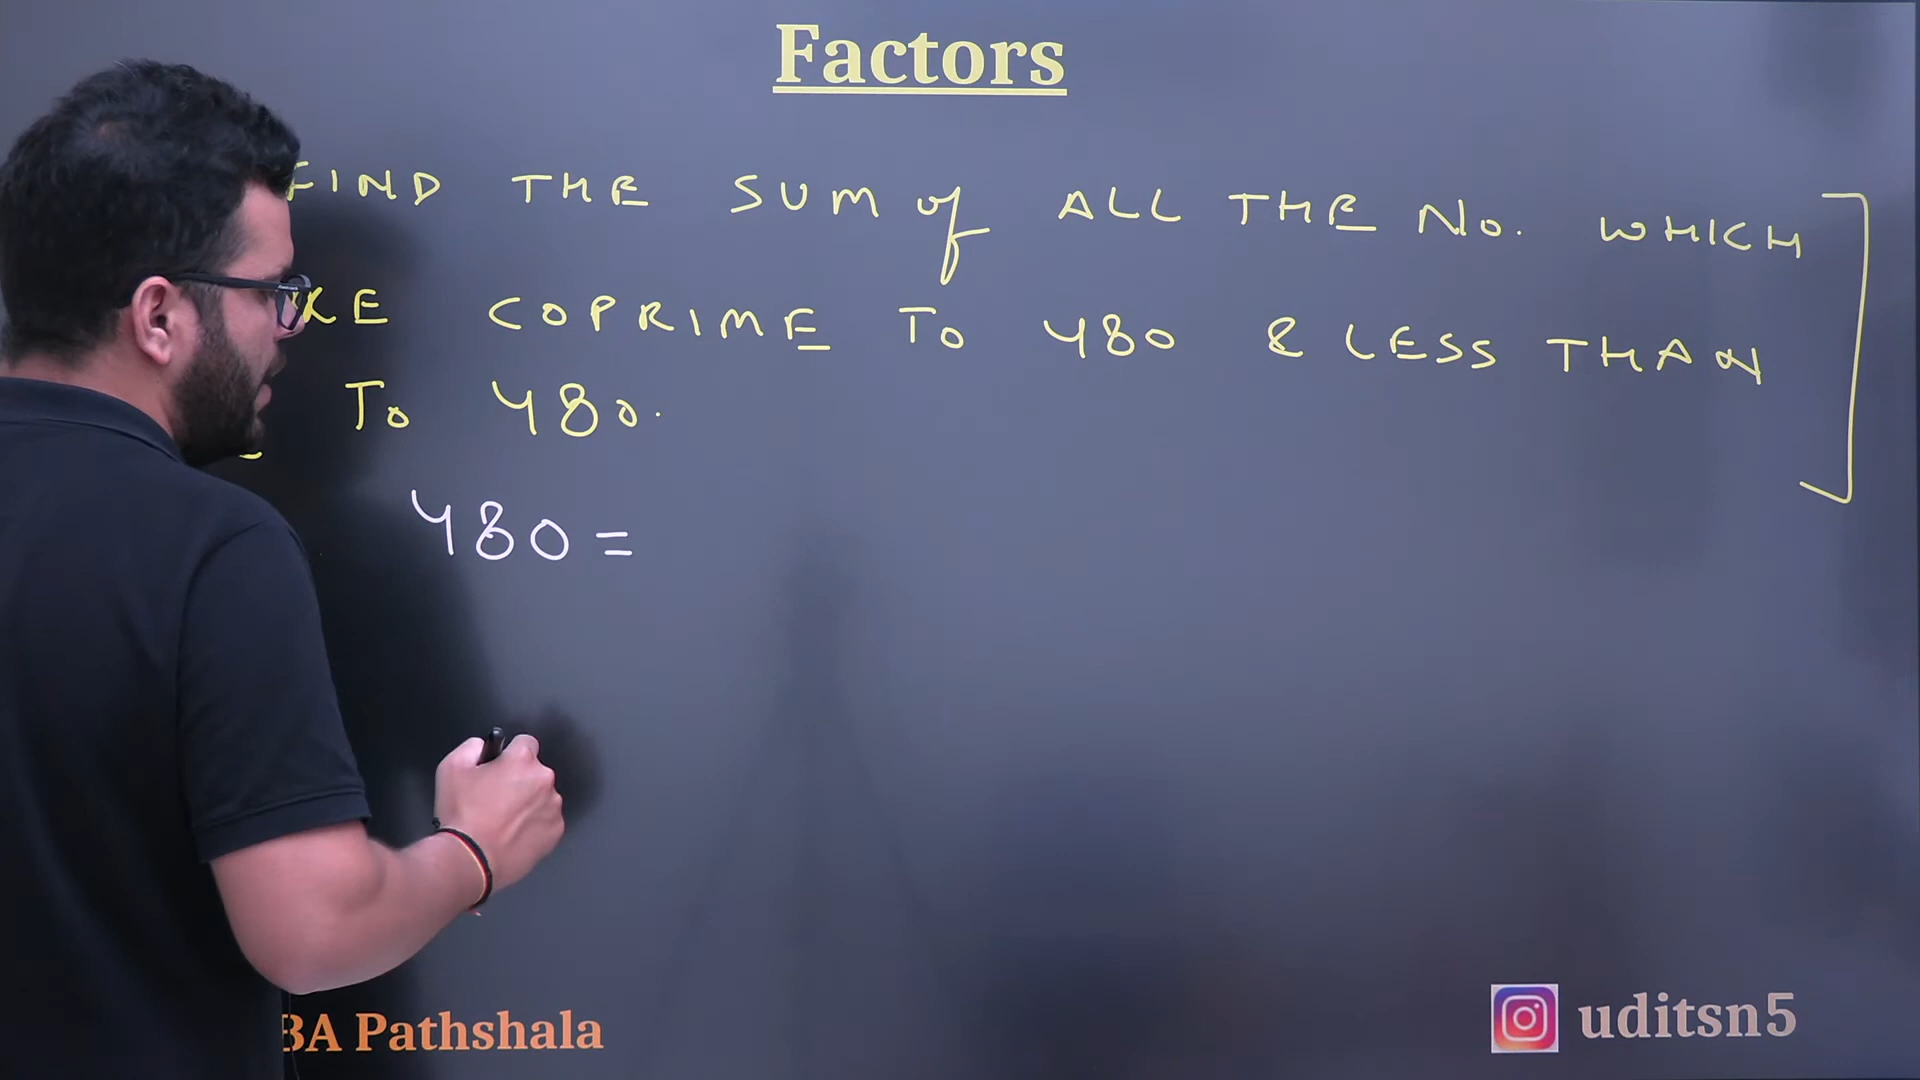 Factors
FIND THE SUM of ALL THE No. WHICH
RE COPRIME To 480 & LESS THAN
To 480.
480 =
BA Pathshala
uditsn5